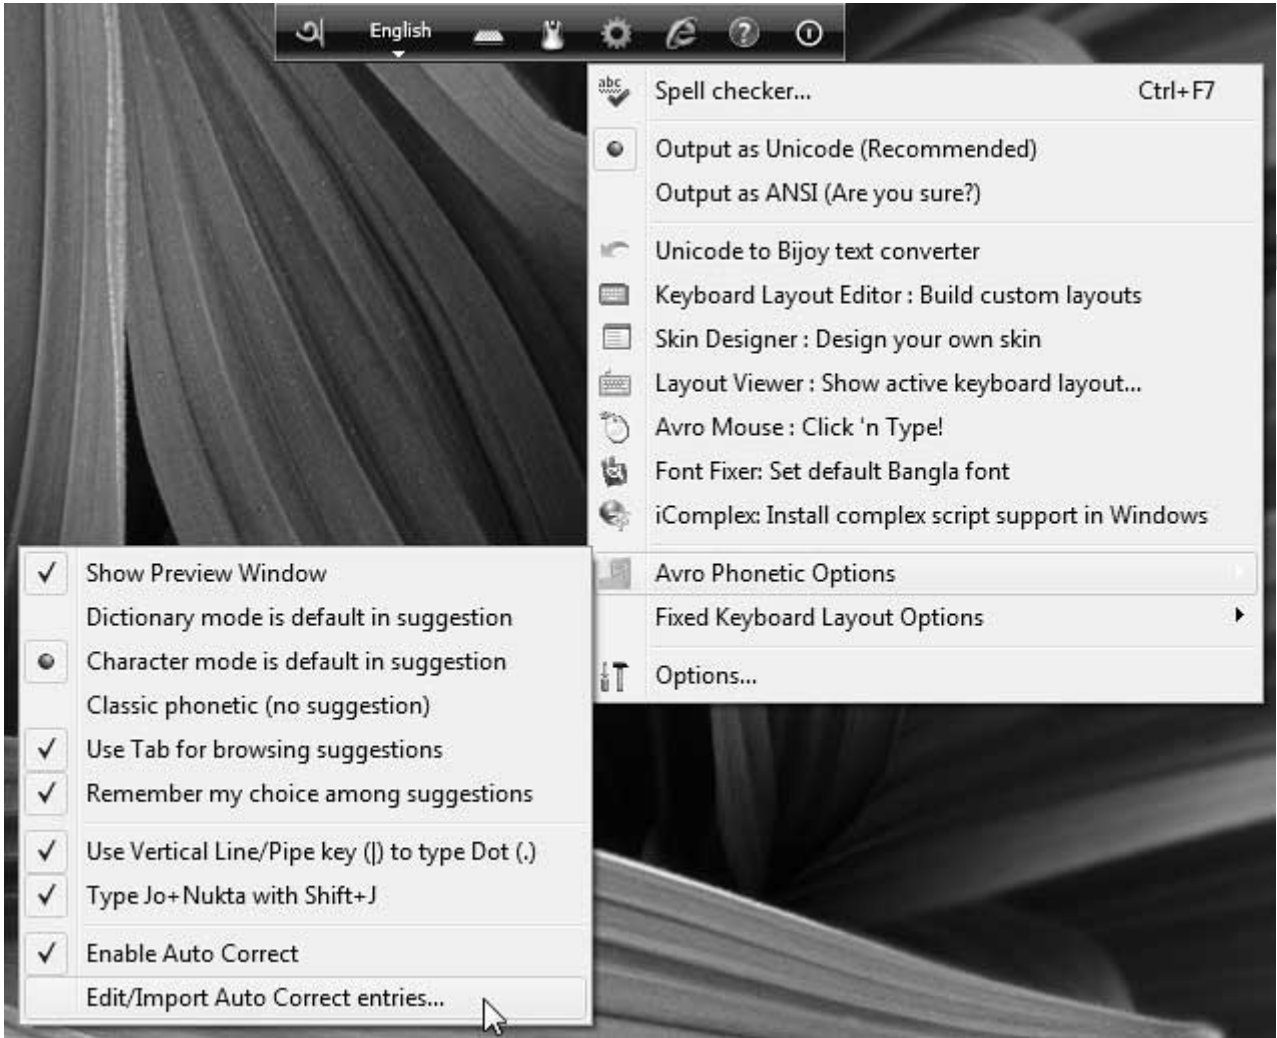 অ English
abc Spell checker... Ctrl+F7
Output as Unicode (Recommended)
Output as ANSI (Are you sure?)
Unicode to Bijoy text converter
Keyboard Layout Editor : Build custom layouts
Skin Designer : Design your own skin
Layout Viewer : Show active keyboard layout...
Avro Mouse : Click 'n Type!
Font Fixer: Set default Bangla font
iComplex: Install complex script support in Windows
Avro Phonetic Options
Fixed Keyboard Layout Options
Options...
Show Preview Window
Dictionary mode is default in suggestion
Character mode is default in suggestion
Classic phonetic (no suggestion)
Use Tab for browsing suggestions
Remember my choice among suggestions
Use Vertical Line/Pipe key (|) to type Dot (.)
Type Jo+Nukta with Shift+J
Enable Auto Correct
Edit/Import Auto Correct entries...